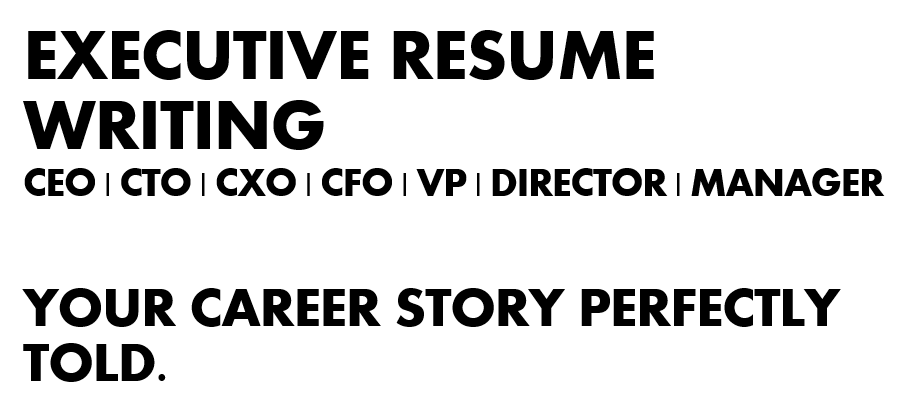 EXECUTIVE RESUME
WRITING
CEO | CTO | CXO | CFO | VP | DIRECTOR | MANAGER
YOUR CAREER STORY PERFECTLY
TOLD.